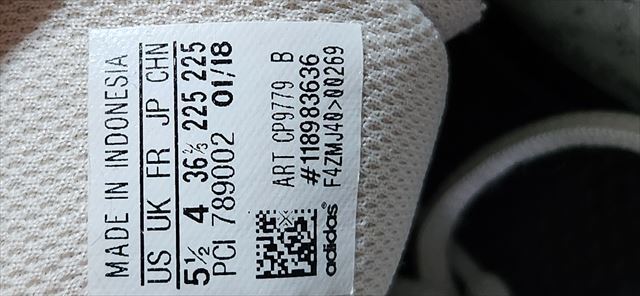 MADE IN INDONESIA
US UK FR JP CHN
5½ 4 36⅔ 225 225
PCI 789002 01/18
ART CP9779 B
#118983636
F4ZMJ40>00269
adidas®